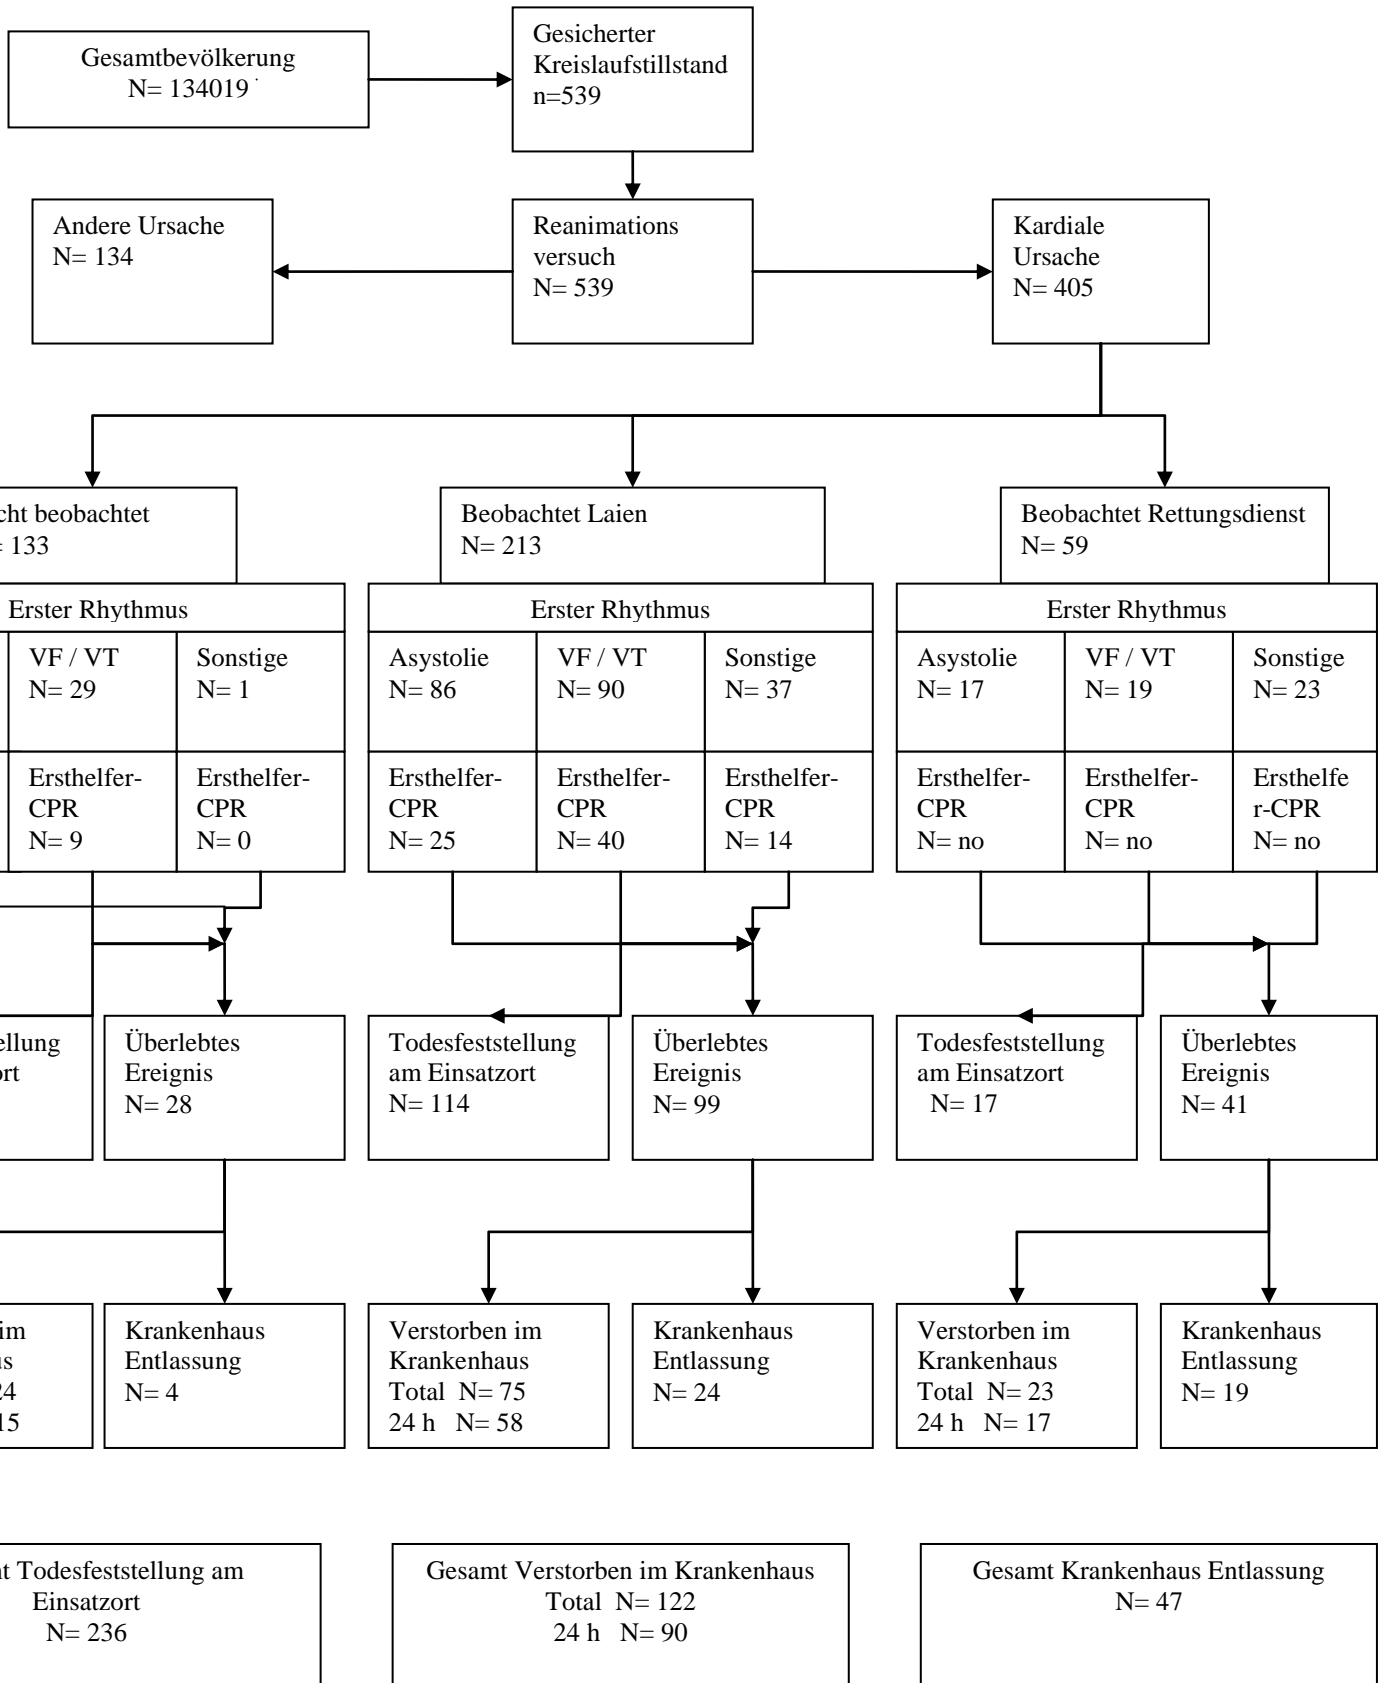 Gesamtbevölkerung
N= 134019
Gesicherter
Kreislaufstillstand
n=539
Andere Ursache
N= 134
Reanimations
versuch
N= 539
Kardiale
Ursache
N= 405
cht beobachtet
= 133
Beobachtet Laien
N= 213
Beobachtet Rettungsdienst
N= 59
Erster Rhythmus
VF / VT
N= 29
Sonstige
N= 1
Ersthelfer-
CPR
N= 9
Ersthelfer-
CPR
N= 0
Erster Rhythmus
Asystolie
N= 86
VF / VT
N= 90
Sonstige
N= 37
Ersthelfer-
CPR
N= 25
Ersthelfer-
CPR
N= 40
Ersthelfer-
CPR
N= 14
Erster Rhythmus
Asystolie
N= 17
VF / VT
N= 19
Sonstige
N= 23
Ersthelfer-
CPR
N= no
Ersthelfer-
CPR
N= no
Ersthelfe
r-CPR
N= no
ellung
ort
Überlebtes
Ereignis
N= 28
Todesfeststellung
am Einsatzort
N= 114
Überlebtes
Ereignis
N= 99
Todesfeststellung
am Einsatzort
N= 17
Überlebtes
Ereignis
N= 41
im
us
24
15
Krankenhaus
Entlassung
N= 4
Verstorben im
Krankenhaus
Total N= 75
24 h N= 58
Krankenhaus
Entlassung
N= 24
Verstorben im
Krankenhaus
Total N= 23
24 h N= 17
Krankenhaus
Entlassung
N= 19
nt Todesfeststellung am
Einsatzort
N= 236
Gesamt Verstorben im Krankenhaus
Total N= 122
24 h N= 90
Gesamt Krankenhaus Entlassung
N= 47